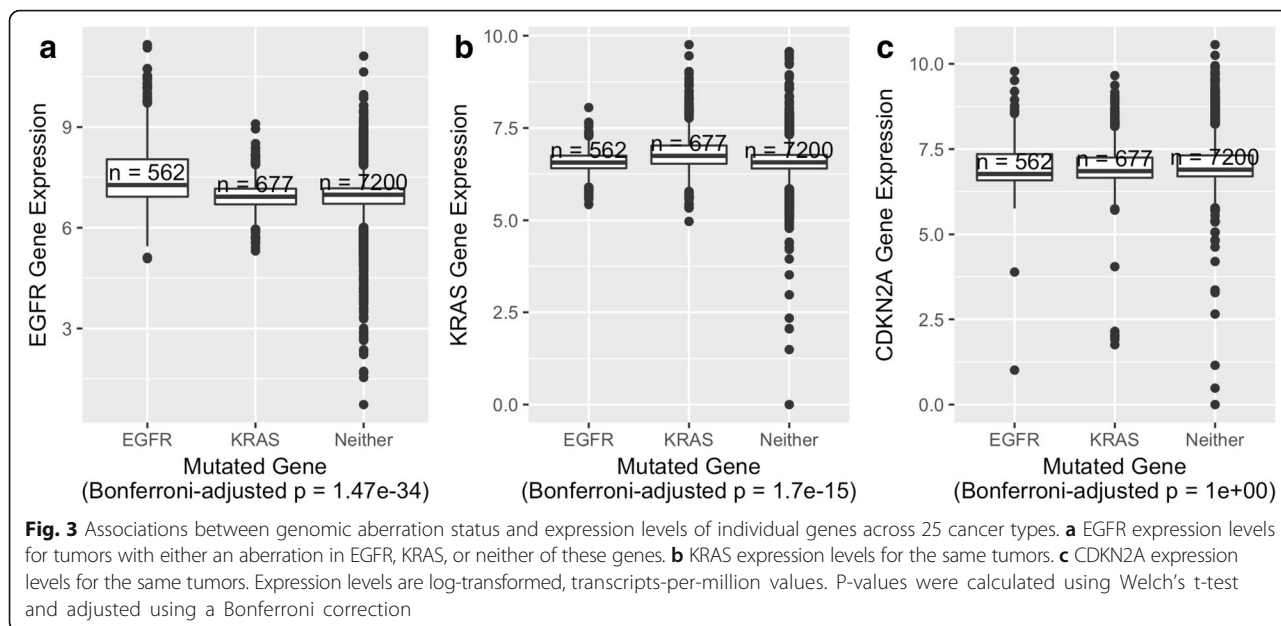 a
EGFR Gene Expression
9
6
3
n = 562
n = 677
n = 7200
EGFR
KRAS
Neither
Mutated Gene
(Bonferroni-adjusted p = 1.47e-34)
b
KRAS Gene Expression
10.0
7.5
5.0
2.5
0.0
n = 562
n = 677
n = 7200
EGFR
KRAS
Neither
Mutated Gene
(Bonferroni-adjusted p = 1.7e-15)
c
CDKN2A Gene Expression
10.0
7.5
5.0
2.5
0.0
n = 562
n = 677
n = 7200
EGFR
KRAS
Neither
Mutated Gene
(Bonferroni-adjusted p = 1e+00)
Fig. 3 Associations between genomic aberration status and expression levels of individual genes across 25 cancer types. a EGFR expression levels
for tumors with either an aberration in EGFR, KRAS, or neither of these genes. b KRAS expression levels for the same tumors. c CDKN2A expression
levels for the same tumors. Expression levels are log-transformed, transcripts-per-million values. P-values were calculated using Welch's t-test
and adjusted using a Bonferroni correction